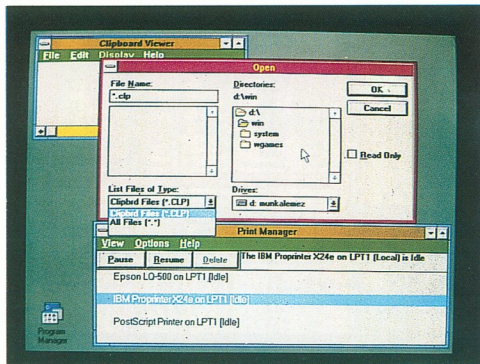 Clipboard Viewer
File Edit Display Help
Open
File Name:
*.clp
Directories:
d:\win
d:\
win
system
wgames
OK
Cancel
Read Only
List Files of Type:
Clipbrd Files (*.CLP)
Clipbrd Files (*.CLP)
All Files (*.*)
Drives:
d: munkalemez
Print Manager
View Options Help
Pause Resume Delete The IBM Proprinter X24e on LPT1 (Local) is Idle
Epson LQ-500 on LPT1 [Idle]
IBM Proprinter X24e on LPT1 [Idle]
PostScript Printer on LPT1 [Idle]
Program
Manager